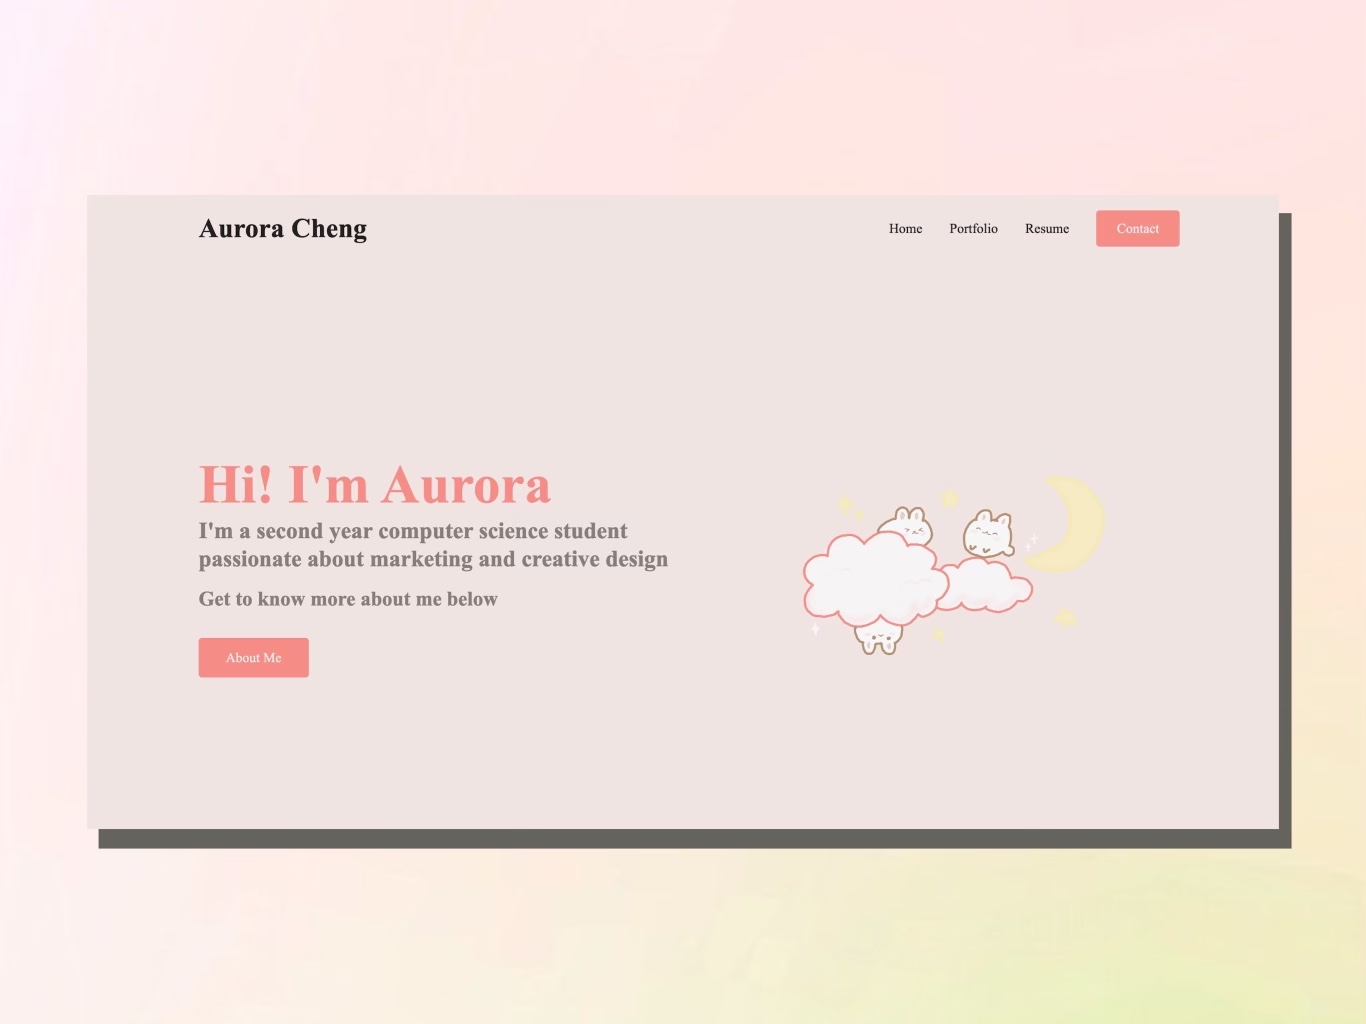 Aurora Cheng
Home Portfolio Resume Contact
Hi! I'm Aurora
I'm a second year computer science student
passionate about marketing and creative design
Get to know more about me below
About Me